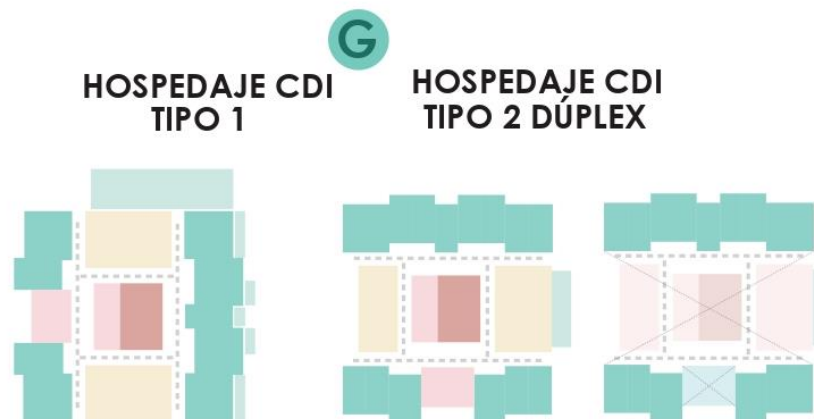 G
HOSPEDAJE CDI
TIPO 1
HOSPEDAJE CDI
TIPO 2 DÚPLEX